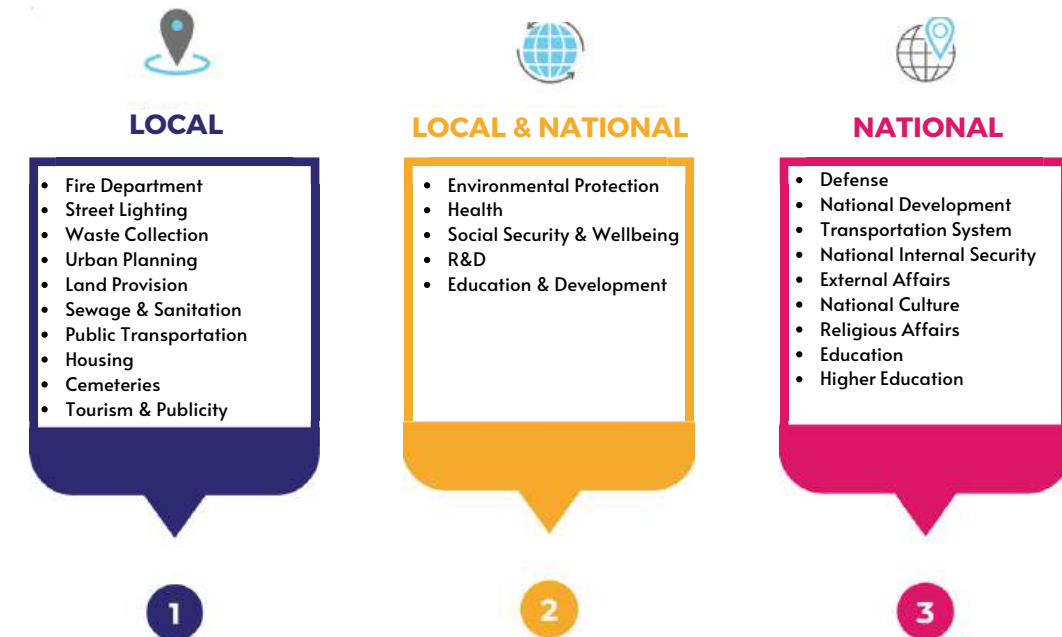 LOCAL
• Fire Department
• Street Lighting
• Waste Collection
• Urban Planning
• Land Provision
• Sewage & Sanitation
• Public Transportation
• Housing
• Cemeteries
• Tourism & Publicity
1
LOCAL & NATIONAL
• Environmental Protection
• Health
• Social Security & Wellbeing
• R&D
• Education & Development
2
NATIONAL
• Defense
• National Development
• Transportation System
• National Internal Security
• External Affairs
• National Culture
• Religious Affairs
• Education
• Higher Education
3